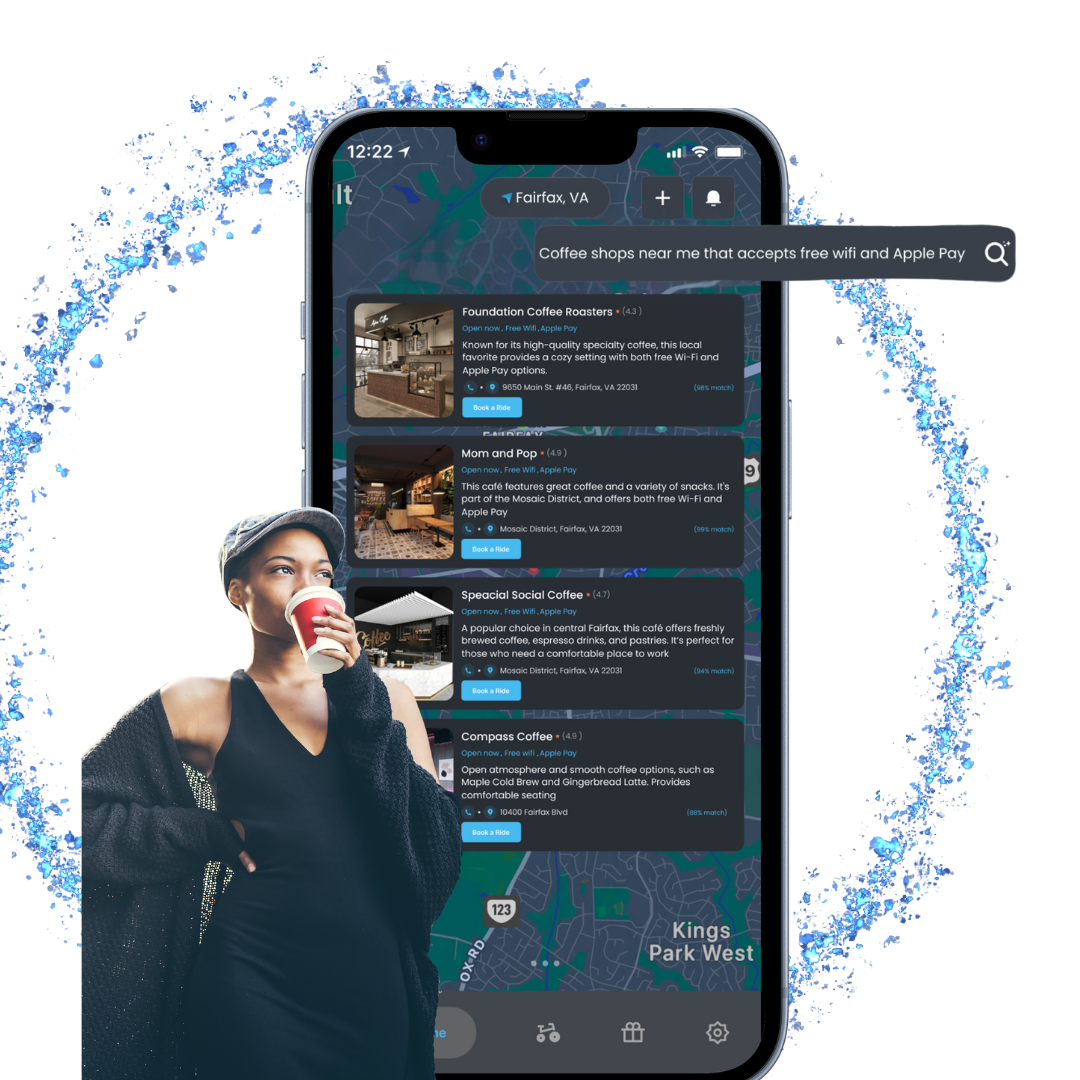 12:22
lt
Fairfax, VA
Coffee shops near me that accepts free wifi and Apple Pay
Foundation Coffee Roasters • (4.3 )
Open now, Free Wifi, Apple Pay
Known for its high-quality specialty coffee, this local
favorite provides a cozy setting with both free Wi-Fi and
Apple Pay options.
• 9650 Main St. #46, Fairfax, VA 22031 (98% match)
Book a Ride
9
Mom and Pop • (4.9 )
Open now, Free Wifi, Apple Pay
This café features great coffee and a variety of snacks. It's
part of the Mosaic District, and offers both free Wi-Fi and
Apple Pay
• Mosaic District, Fairfax, VA 22031 (99% match)
Book a Ride
Speacial Social Coffee • (4.7)
Open now, Free Wifi, Apple Pay
Coffee
A popular choice in central Fairfax, this café offers freshly
brewed coffee, espresso drinks, and pastries. It's perfect for
those who need a comfortable place to work
• Mosaic District, Fairfax, VA 22031 (94% match)
Book a Ride
Compass Coffee • (4.9 )
Open now, Free wifi, Apple Pay
Open atmosphere and smooth coffee options, such as
Maple Cold Brew and Gingerbread Latte. Provides
comfortable seating
• 10400 Fairfax Blvd (88% match)
Book a Ride
123
Kings
Park West
OX RD
me